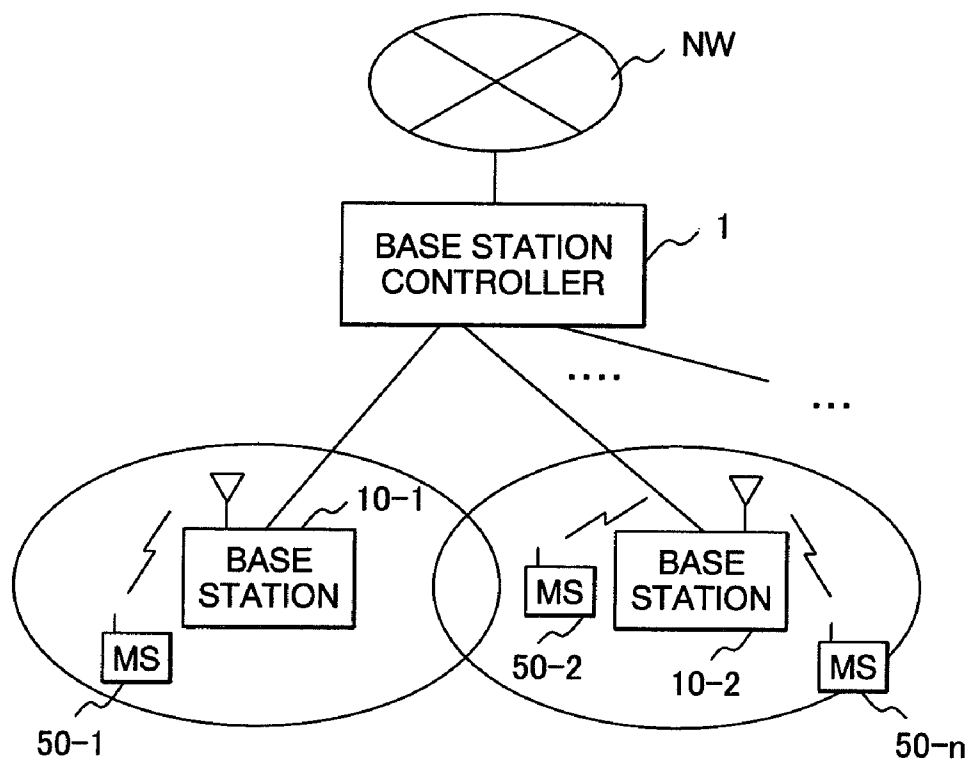 NW
1
BASE STATION
CONTROLLER
....
...
10-1
BASE
STATION
MS
50-1
BASE
STATION
MS
50-2
10-2
MS
50-n